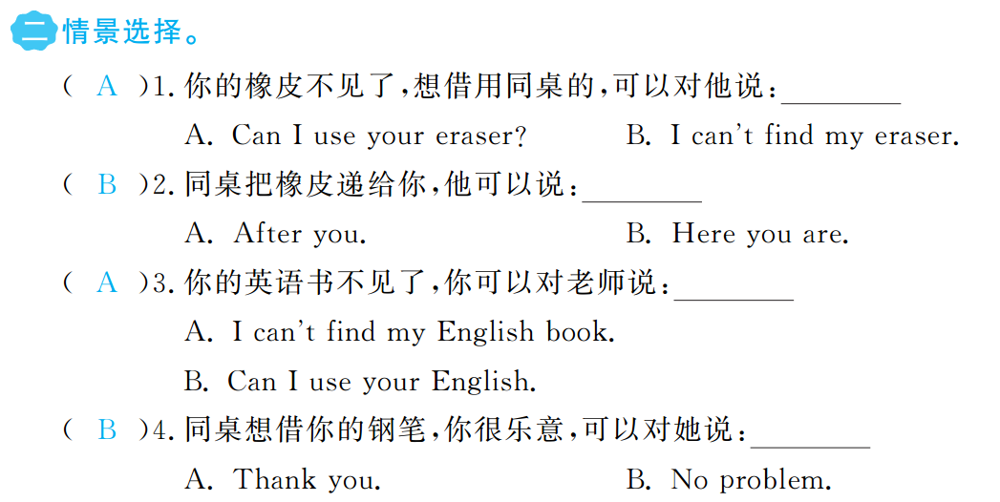 二 情景选择。
( A )1. 你的橡皮不见了,想借用同桌的,可以对他说:________
A. Can I use your eraser? B. I can't find my eraser.
( B )2. 同桌把橡皮递给你,他可以说:________
A. After you. B. Here you are.
( A )3. 你的英语书不见了,你可以对老师说:________
A. I can't find my English book.
B. Can I use your English.
( B )4. 同桌想借你的钢笔,你很乐意,可以对她说:________
A. Thank you. B. No problem.